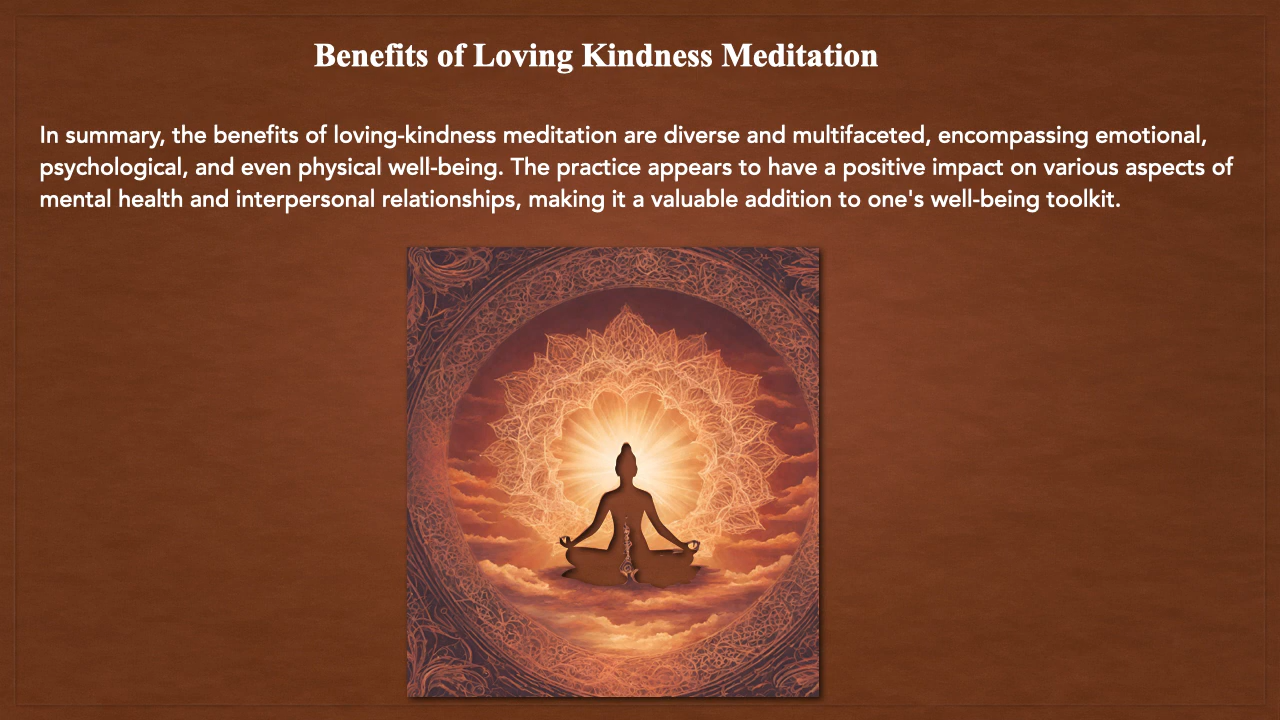 Benefits of Loving Kindness Meditation
In summary, the benefits of loving-kindness meditation are diverse and multifaceted, encompassing emotional,
psychological, and even physical well-being. The practice appears to have a positive impact on various aspects of
mental health and interpersonal relationships, making it a valuable addition to one's well-being toolkit.